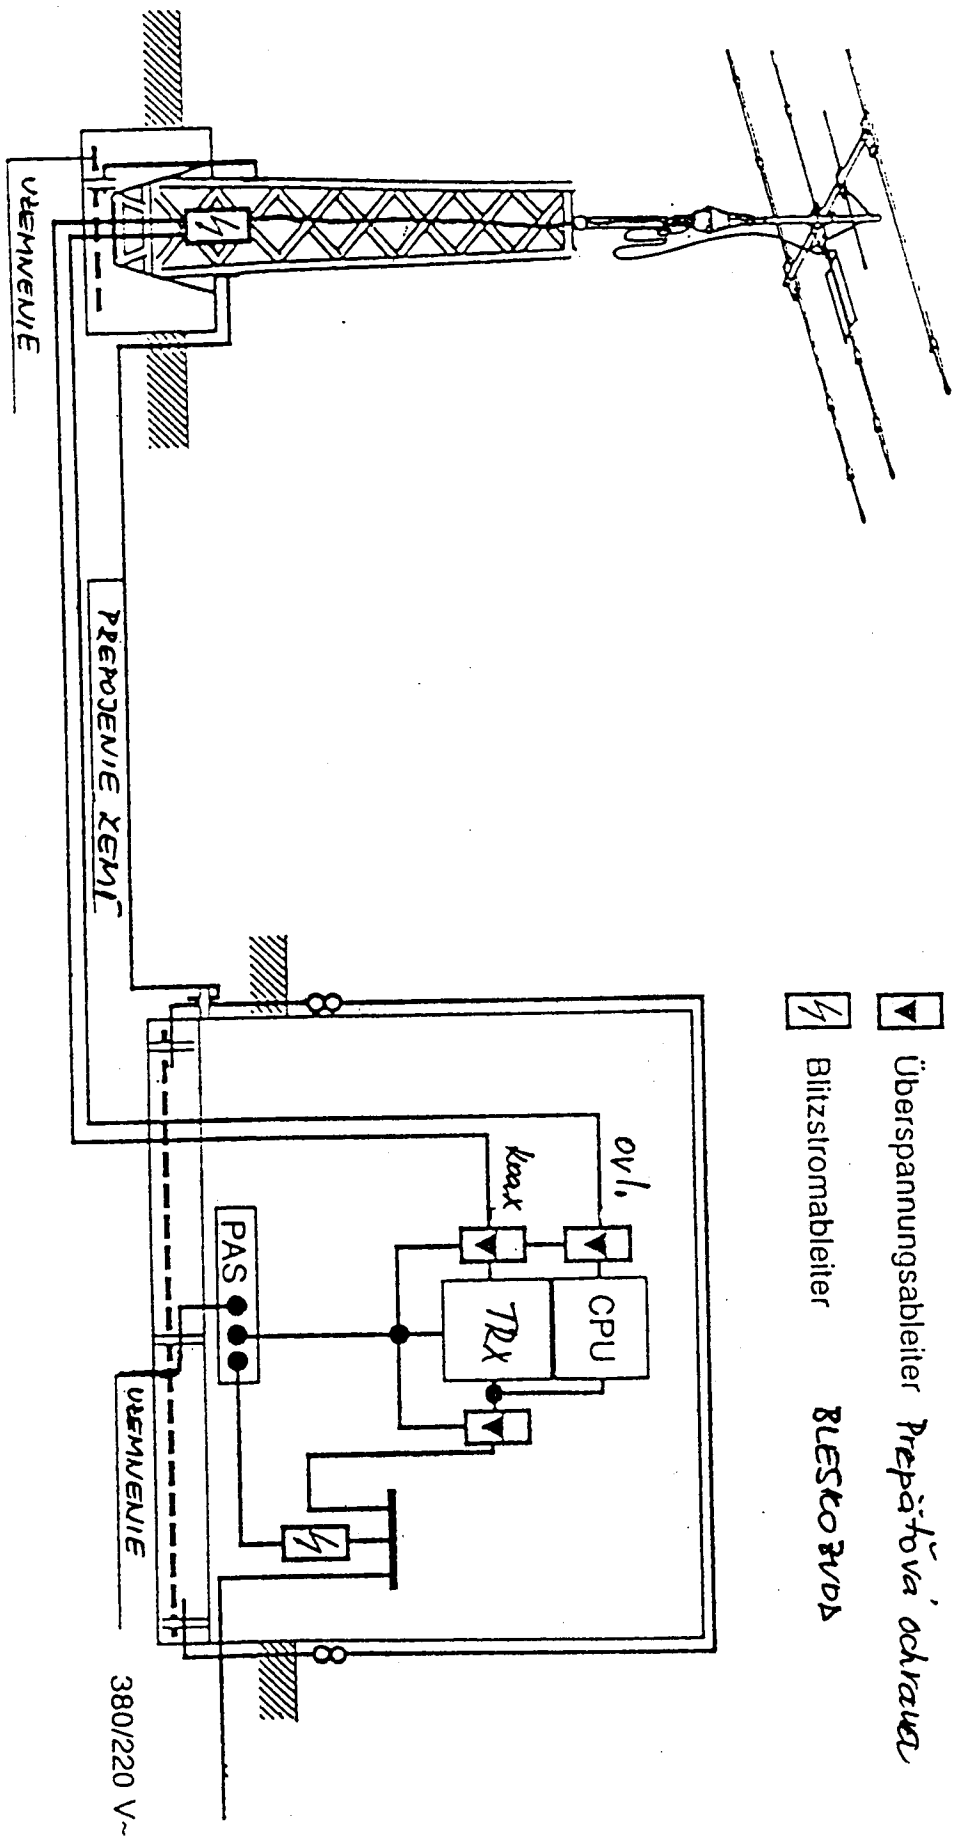 Überspannungsableiter Prepäťová ochrana
Blitzstromableiter BLESKOZVOD
ovl.
koax
CPU
TRX
PAS
UZEMNENIE
PREPOJENIE ZEMÍ
UZEMNENIE
380/220 V~